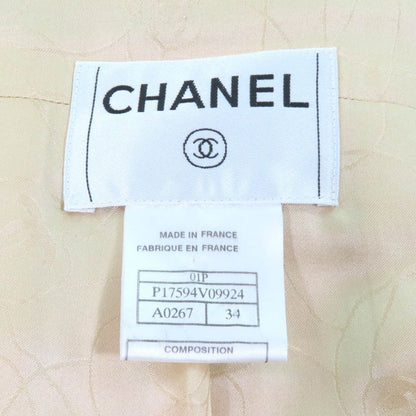 CHANEL
MADE IN FRANCE
FABRIQUE EN FRANCE
01P
P17594V09924
A0267 34
COMPOSITION